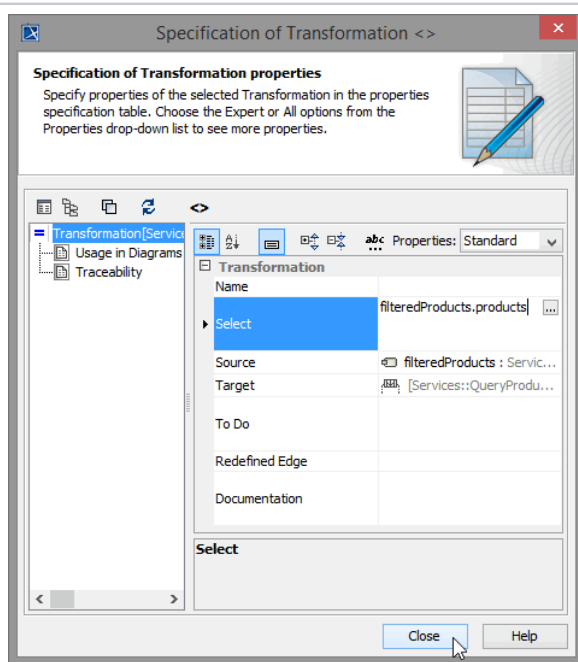 Specification of Transformation <>
Specification of Transformation properties
Specify properties of the selected Transformation in the properties
specification table. Choose the Expert or All options from the
Properties drop-down list to see more properties.
Transformation[Service
Usage in Diagrams
Traceability
abc Properties: Standard
Transformation
Name
Select filteredProducts.products ...
Source filteredProducts : Servic...
Target [Services::QueryProdu...
To Do
Redefined Edge
Documentation
Select
Close Help